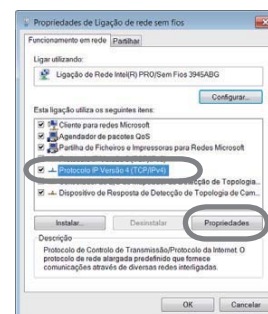 Propriedades de Ligação de rede sem fios
Funcionamento em rede Partilhar
Ligar utilizando:
Ligação de Rede Intel(R) PRO/Sem Fios 3945ABG
Configurar...
Esta ligação utiliza os seguintes itens:
Cliente para redes Microsoft
Agendador de pacotes QoS
Partilha de Ficheiros e Impressoras para Redes Microsoft
Protocolo IP Versão 4 (TCP/IPv4)
de Detecção de Topologia...
Dispositivo de Resposta de Detecção de Topologia de Cam...
Instalar... Desinstalar Propriedades
Descrição
Protocolo de Controlo de Transmissão/Protocolo da Internet. O
protocolo de rede alargada predefinido que fornece
comunicações através de diversas redes interligadas.
OK Cancelar